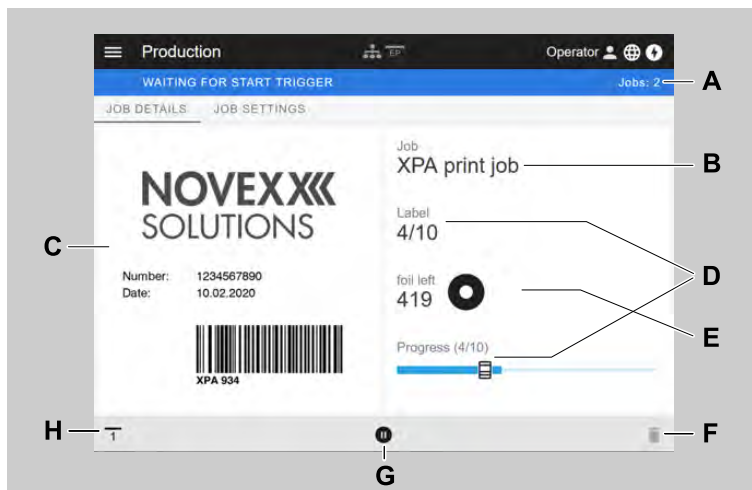 Production
EP
Operator
WAITING FOR START TRIGGER
Jobs: 2
A
JOB DETAILS
JOB SETTINGS
Job
XPA print job
B
NOVEXX
SOLUTIONS
Label
4/10
C
D
Number: 1234567890
Date: 10.02.2020
foil left
419
E
Progress (4/10)
XPA 934
H
1
G
F